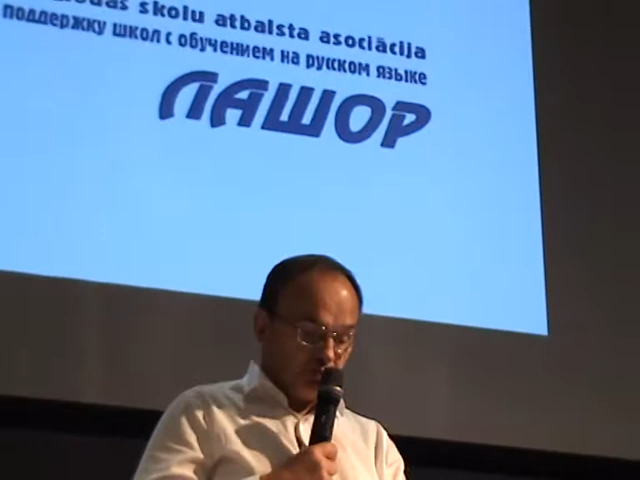 skolu atbalsta asociācija
поддержку школ с обучением на русском языке
ЛАШОР